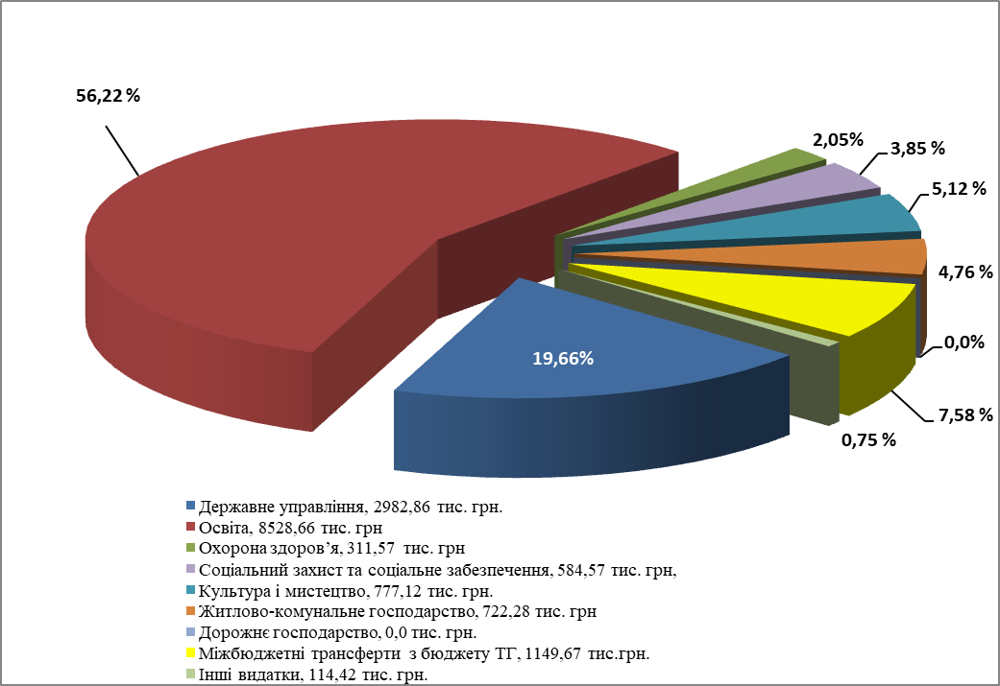 56,22 %
2,05%
3,85 %
5,12 %
4,76 %
0,0%
7,58 %
0,75 %
19,66%
Державне управління, 2982,86 тис. грн.
Освіта, 8528,66 тис. грн
Охорона здоров’я, 311,57 тис. грн
Соціальний захист та соціальне забезпечення, 584,57 тис. грн,
Культура і мистецтво, 777,12 тис. грн.
Житлово-комунальне господарство, 722,28 тис. грн
Дорожнє господарство, 0,0 тис. грн.
Міжбюджетні трансферти з бюджету ТГ, 1149,67 тис.грн.
Інші видатки, 114,42 тис. грн.